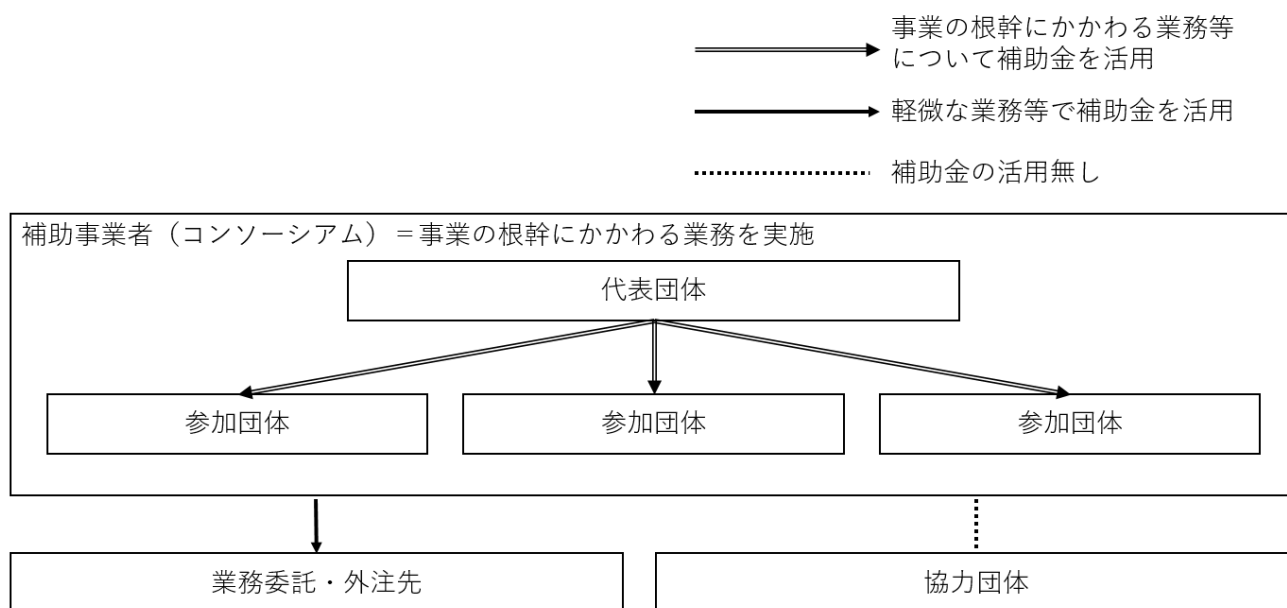 事業の根幹にかかわる業務等
について補助金を活用
軽微な業務等で補助金を活用
補助金の活用無し
補助事業者（コンソーシアム）＝事業の根幹にかかわる業務を実施
代表団体
参加団体
参加団体
参加団体
業務委託・外注先
協力団体